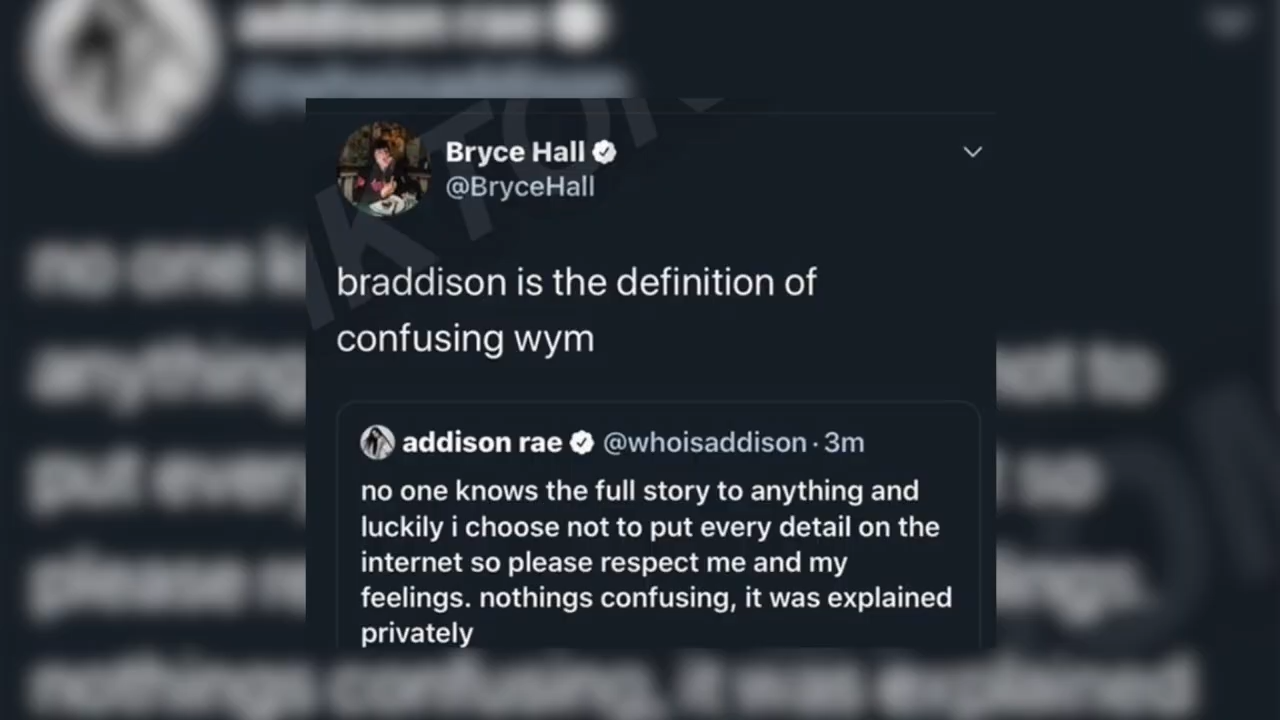 Bryce Hall
@BryceHall
braddison is the definition of
confusing wym
addison rae @whoisaddison · 3m
no one knows the full story to anything and
luckily i choose not to put every detail on the
internet so please respect me and my
feelings. nothings confusing, it was explained
privately